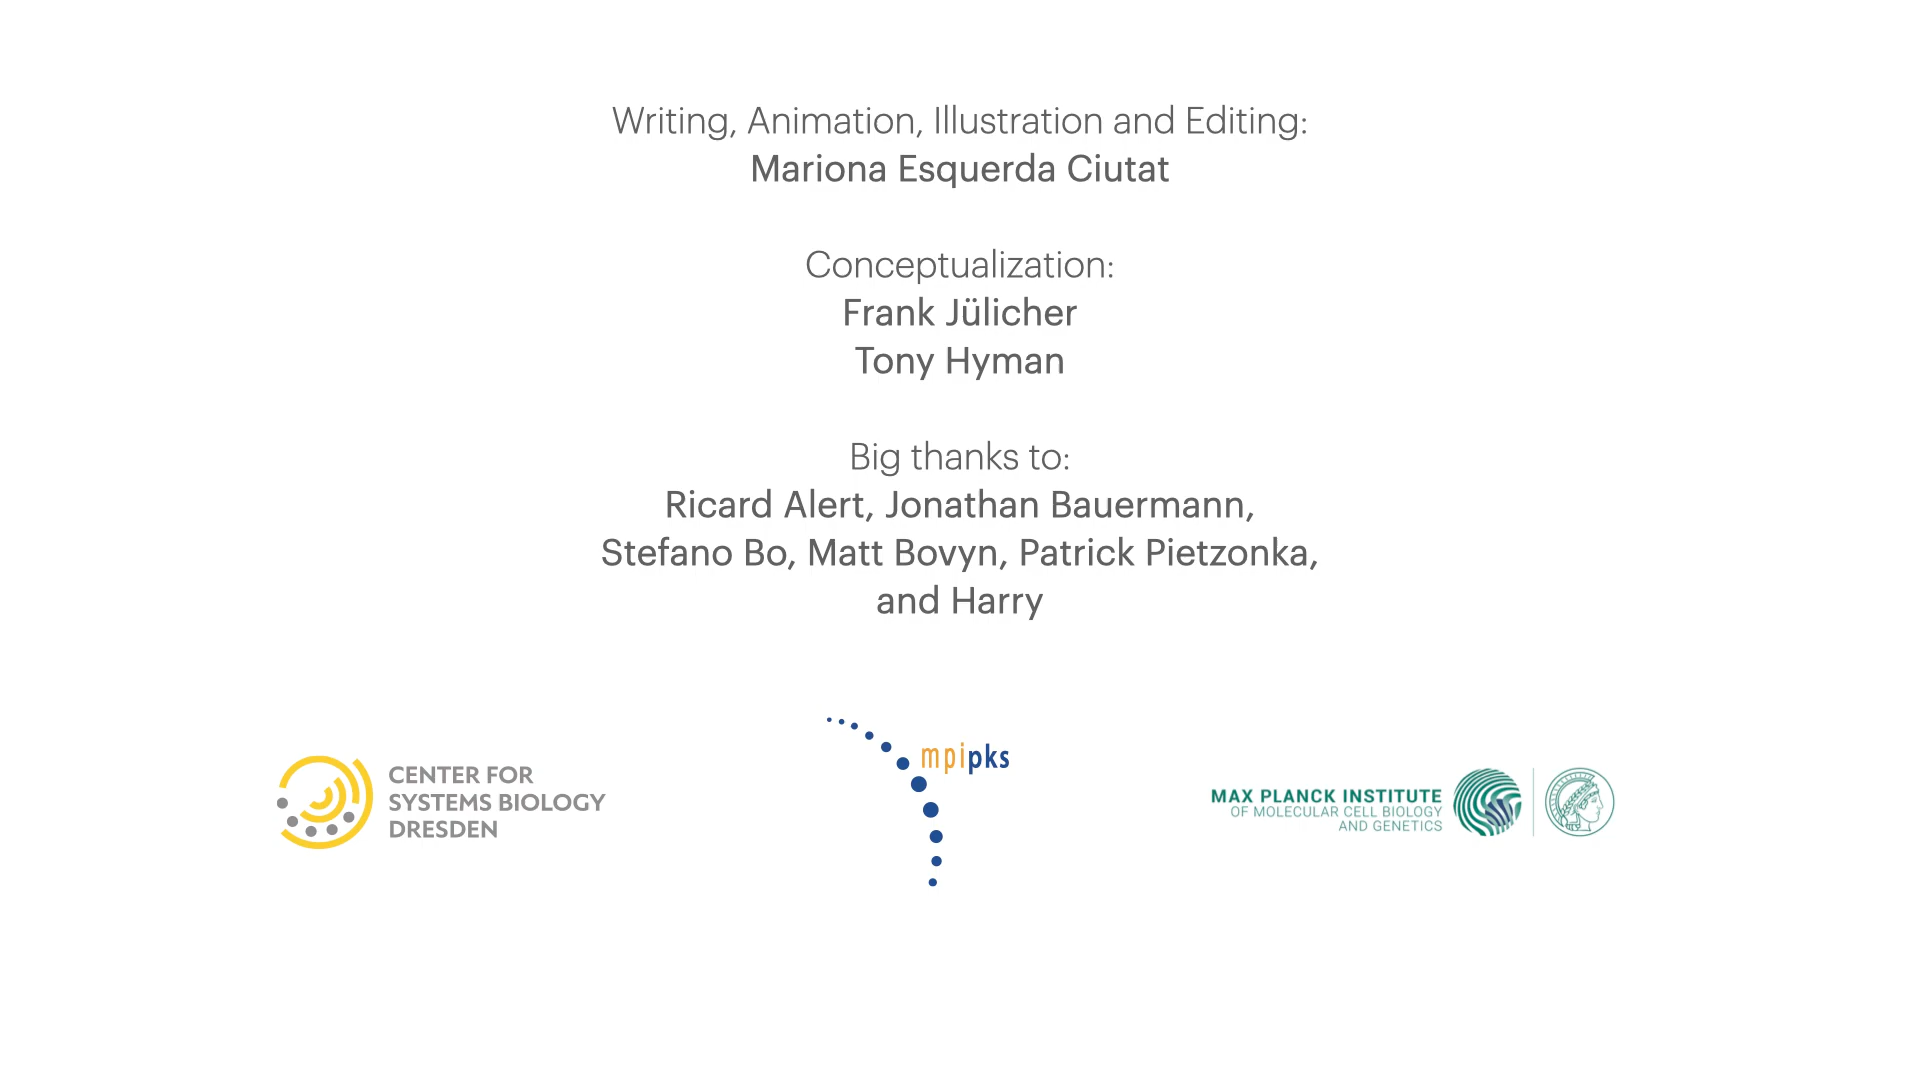 Writing, Animation, Illustration and Editing:
Mariona Esquerda Ciutat
Conceptualization:
Frank Jülicher
Tony Hyman
Big thanks to:
Ricard Alert, Jonathan Bauermann,
Stefano Bo, Matt Bovyn, Patrick Pietzonka,
and Harry
CENTER FOR
SYSTEMS BIOLOGY
DRESDEN
mpipks
MAX PLANCK INSTITUTE
OF MOLECULAR CELL BIOLOGY
AND GENETICS